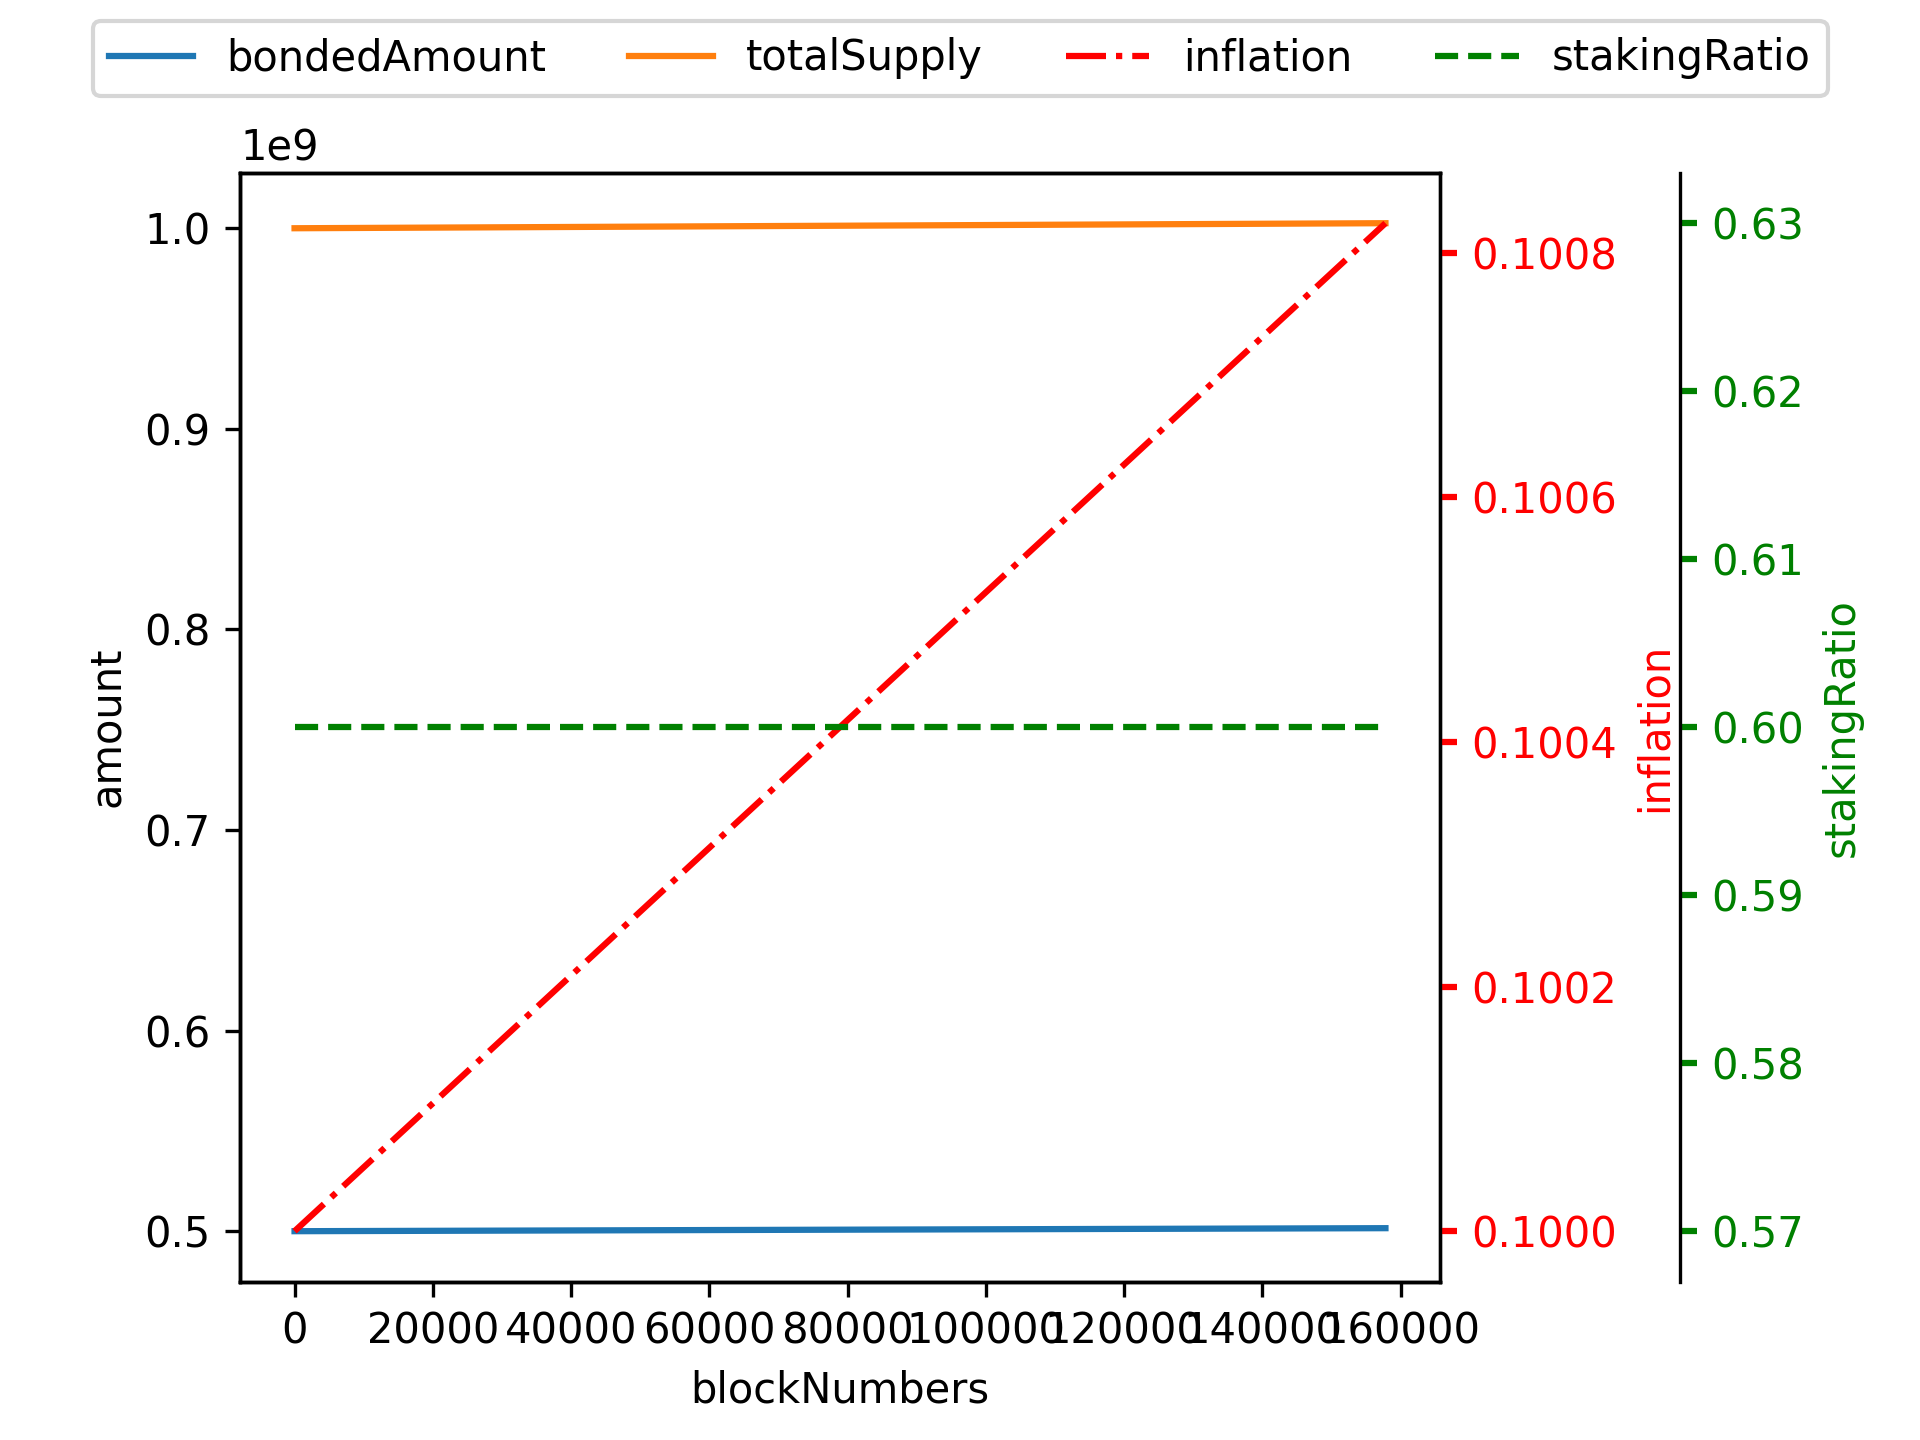 bondedAmount totalSupply inflation stakingRatio
1e9
1.0
0.9
0.8
0.7
0.6
0.5
amount
0 20000 40000 60000 80000 100000 120000 140000 160000
blockNumbers
0.1008
0.1006
0.1004
0.1002
0.1000
inflation
0.63
0.62
0.61
0.60
0.59
0.58
0.57
stakingRatio